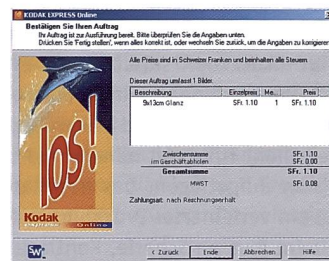 KODAK EXPRESS Online
Bestätigen Sie Ihren Auftrag
Ihr Auftrag ist zur Ausführung bereit. Bitte überprüfen Sie die Angaben unten.
Drücken Sie 'Fertig stellen', wenn alles korrekt ist, oder wechseln Sie zurück, um die Angaben zu korrigieren
Alle Preise sind in Schweizer Franken und beinhalten alle Steuern
Dieser Auftrag umfasst 1 Bilder.
Beschreibung Einzelpreis Me... Preis
9x13cm Glanz SFr. 1.10 1 SFr. 1.10
Zwischensumme SFr. 1.10
im Geschäft abholen SFr. 0.00
Gesamtsumme SFr. 1.10
MWST SFr. 0.08
Zahlungsart: nach Rechnungserhalt
los!
Kodak
express Online
SW
< Zurück Ende Abbrechen Hilfe